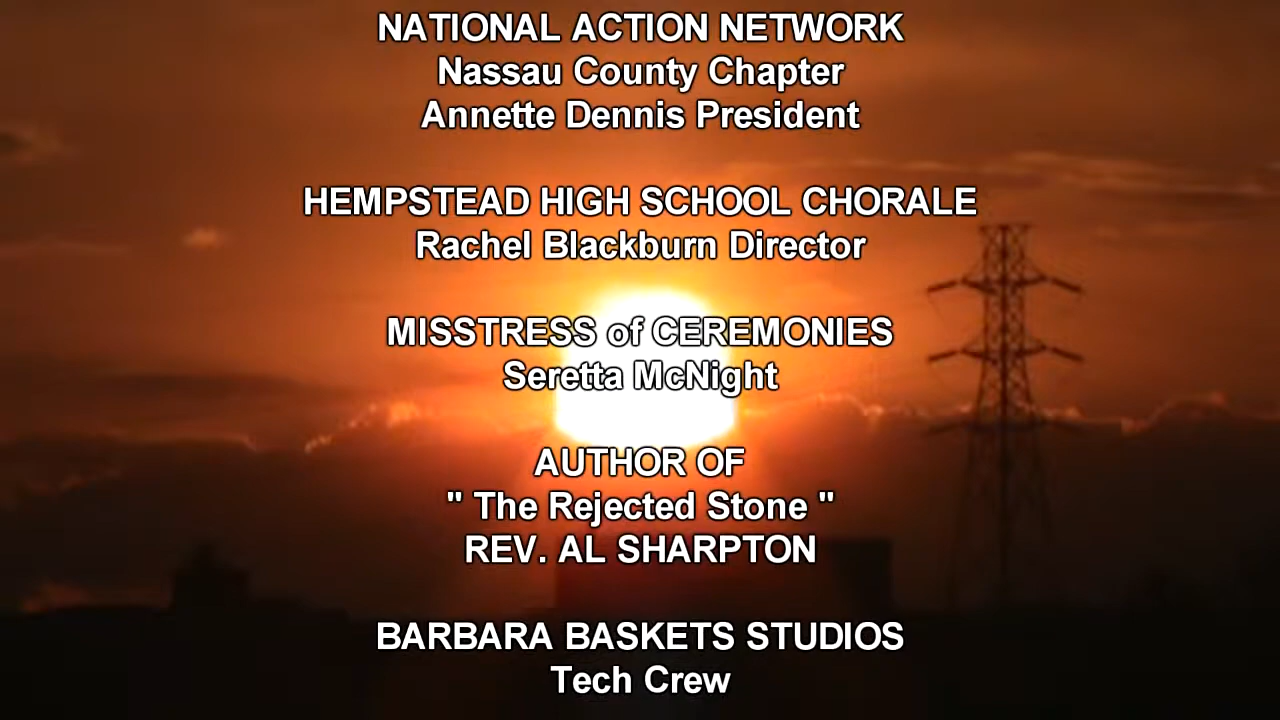 NATIONAL ACTION NETWORK
Nassau County Chapter
Annette Dennis President
HEMPSTEAD HIGH SCHOOL CHORALE
Rachel Blackburn Director
MISSTRESS of CEREMONIES
Seretta McNight
AUTHOR OF
" The Rejected Stone "
REV. AL SHARPTON
BARBARA BASKETS STUDIOS
Tech Crew